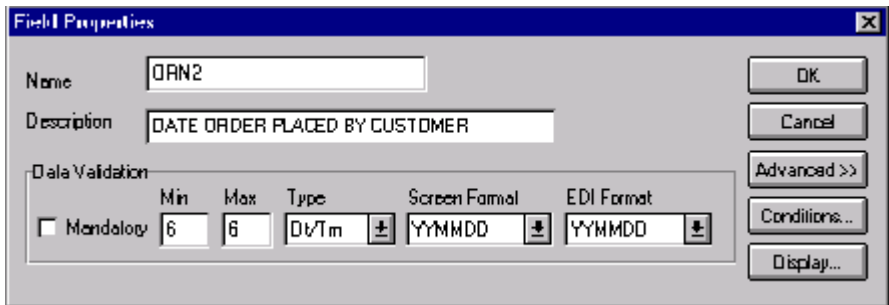 Field Properties
Name ORN2
Description DATE ORDER PLACED BY CUSTOMER
Data Validation
Min Max Type Screen Format EDI Format
Mandatory 6 6 Dt/Tm YYMMDD YYMMDD
OK
Cancel
Advanced >>
Conditions...
Display...